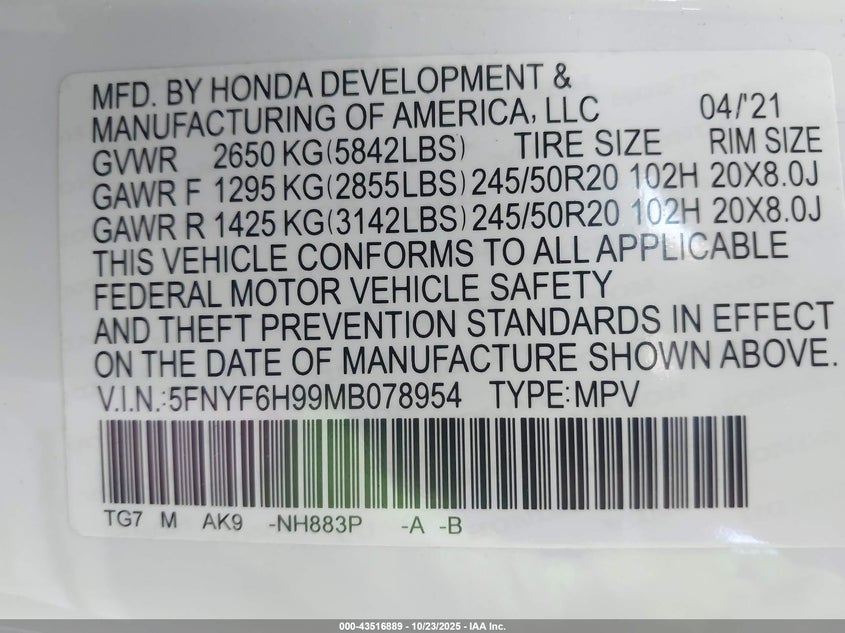 MFD. BY HONDA DEVELOPMENT &
MANUFACTURING OF AMERICA, LLC 04/'21
GVWR 2650 KG(5842LBS) TIRE SIZE RIM SIZE
GAWR F 1295 KG(2855LBS) 245/50R20 102H 20X8.0J
GAWR R 1425 KG(3142LBS) 245/50R20 102H 20X8.0J
THIS VEHICLE CONFORMS TO ALL APPLICABLE
FEDERAL MOTOR VEHICLE SAFETY
AND THEFT PREVENTION STANDARDS IN EFFECT
ON THE DATE OF MANUFACTURE SHOWN ABOVE.
V.I.N.:5FNYF6H99MB078954 TYPE:MPV
TG7 M AK9 -NH883P -A -B
000-43516889 - 10/23/2025 - IAA Inc.